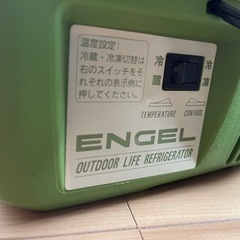 温度設定:
冷蔵・冷凍切替は
右のスイッチをそれ
ぞれの表示側に
押してください。
冷蔵
冷凍
TEMPERATURE CONTROL
ENGEL
OUTDOOR LIFE REFRIGERATOR